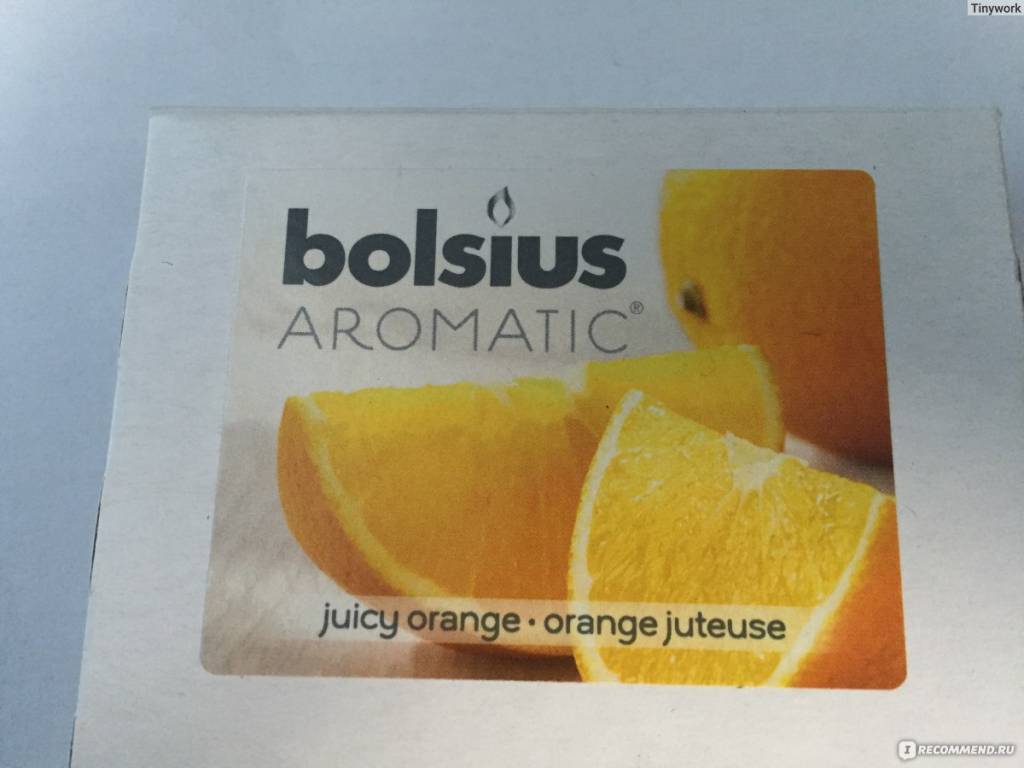 Tinywork
bolsius
AROMATIC®
juicy orange • orange juteuse
I RECOMMEND.RU